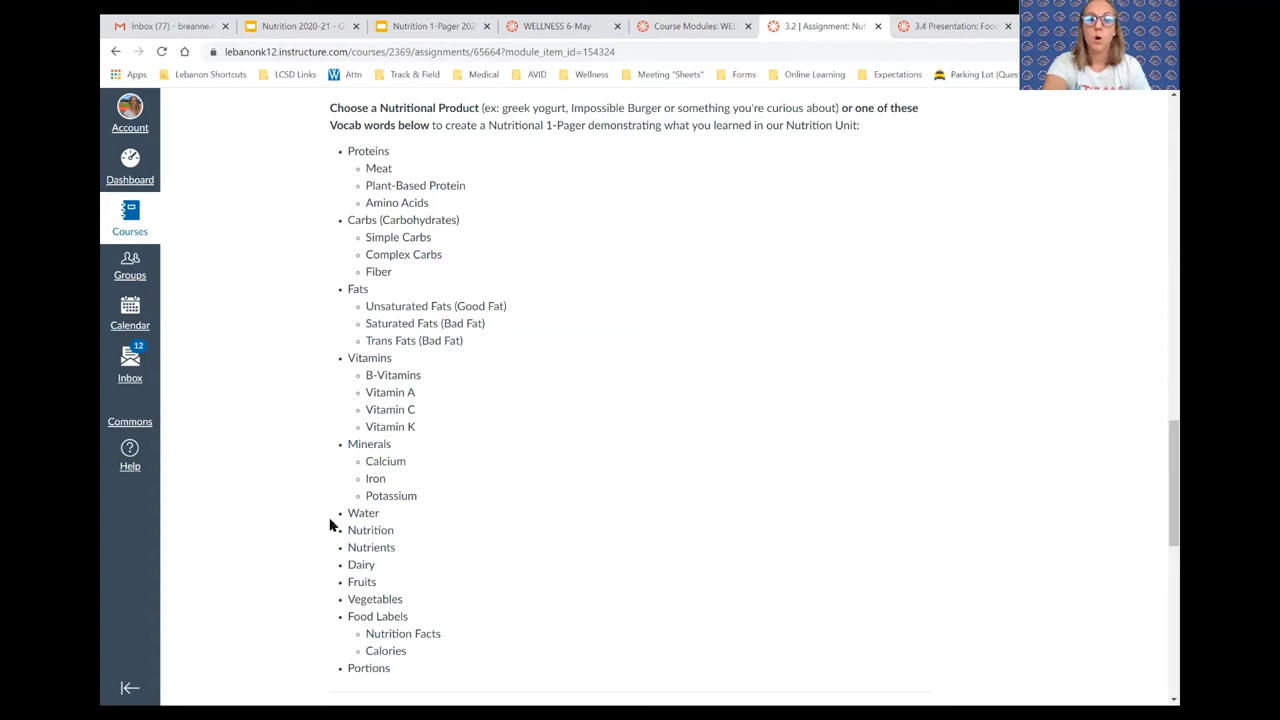 Inbox (77) - breanne.r
Nutrition 2020-21 - G
Nutrition 1-Pager 202
WELLNESS 6-May
Course Modules: WEL
3.2 | Assignment: Nut
3.4 Presentation: Foo
lebanonk12.instructure.com/courses/2369/assignments/65664?module_item_id=154324
Apps
Lebanon Shortcuts
LCSD Links
Attn
Track & Field
Medical
AVID
Wellness
Meeting "Sheets"
Forms
Online Learning
Expectations
Parking Lot (Ques
Account
Dashboard
Courses
Groups
Calendar
12
Inbox
Commons
Help
Choose a Nutritional Product (ex: greek yogurt, Impossible Burger or something you're curious about) or one of these
Vocab words below to create a Nutritional 1-Pager demonstrating what you learned in our Nutrition Unit:
Proteins
Meat
Plant-Based Protein
Amino Acids
Carbs (Carbohydrates)
Simple Carbs
Complex Carbs
Fiber
Fats
Unsaturated Fats (Good Fat)
Saturated Fats (Bad Fat)
Trans Fats (Bad Fat)
Vitamins
B-Vitamins
Vitamin A
Vitamin C
Vitamin K
Minerals
Calcium
Iron
Potassium
Water
Nutrition
Nutrients
Dairy
Fruits
Vegetables
Food Labels
Nutrition Facts
Calories
Portions